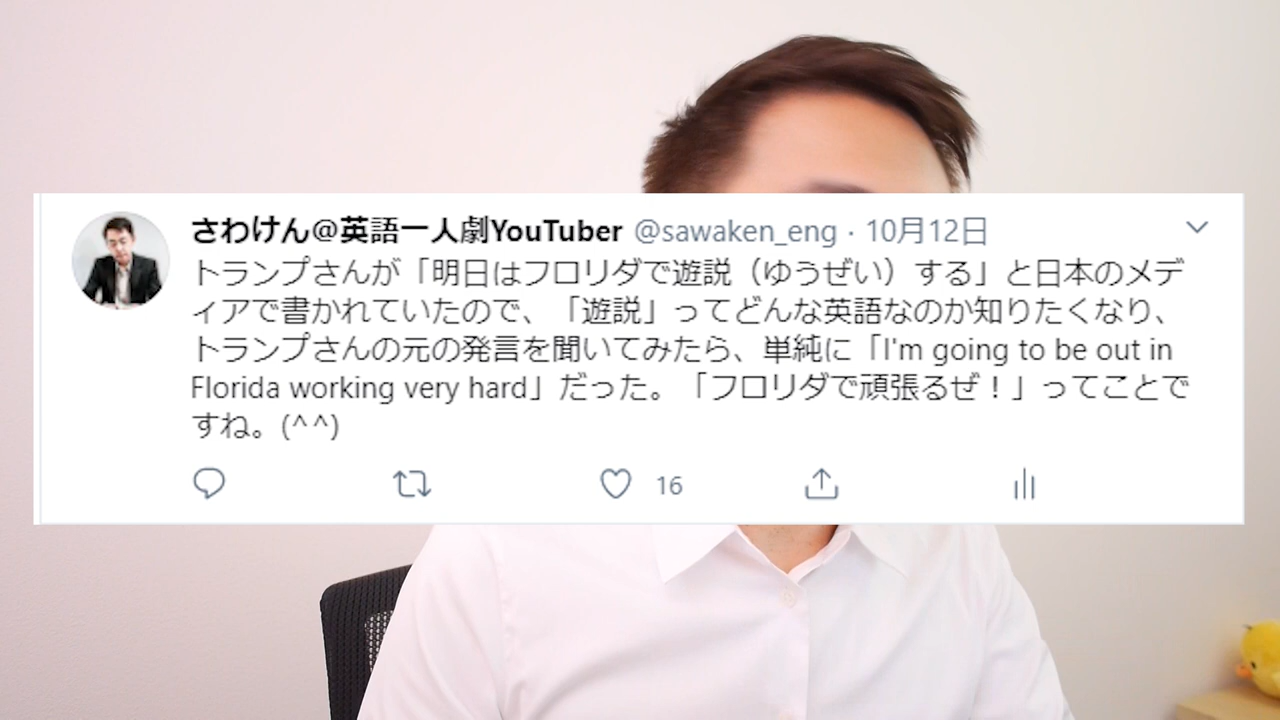 さわけん@英語一人劇YouTuber @sawaken_eng · 10月12日
トランプさんが「明日はフロリダで遊説（ゆうぜい）する」と日本のメデ
ィアで書かれていたので、「遊説」ってどんな英語なのか知りたくなり、
トランプさんの元の発言を聞いてみたら、単純に「I'm going to be out in
Florida working very hard」だった。「フロリダで頑張るぜ！」ってことで
すね。(^^)
16